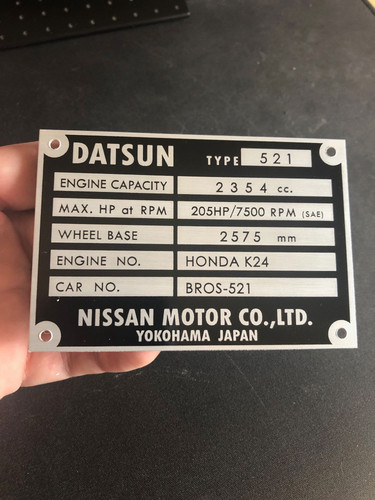 DATSUN TYPE 521
ENGINE CAPACITY 2354 cc.
MAX. HP at RPM 205HP/7500 RPM (SAE)
WHEEL BASE 2575 mm
ENGINE NO. HONDA K24
CAR NO. BROS-521
NISSAN MOTOR CO.,LTD.
YOKOHAMA JAPAN